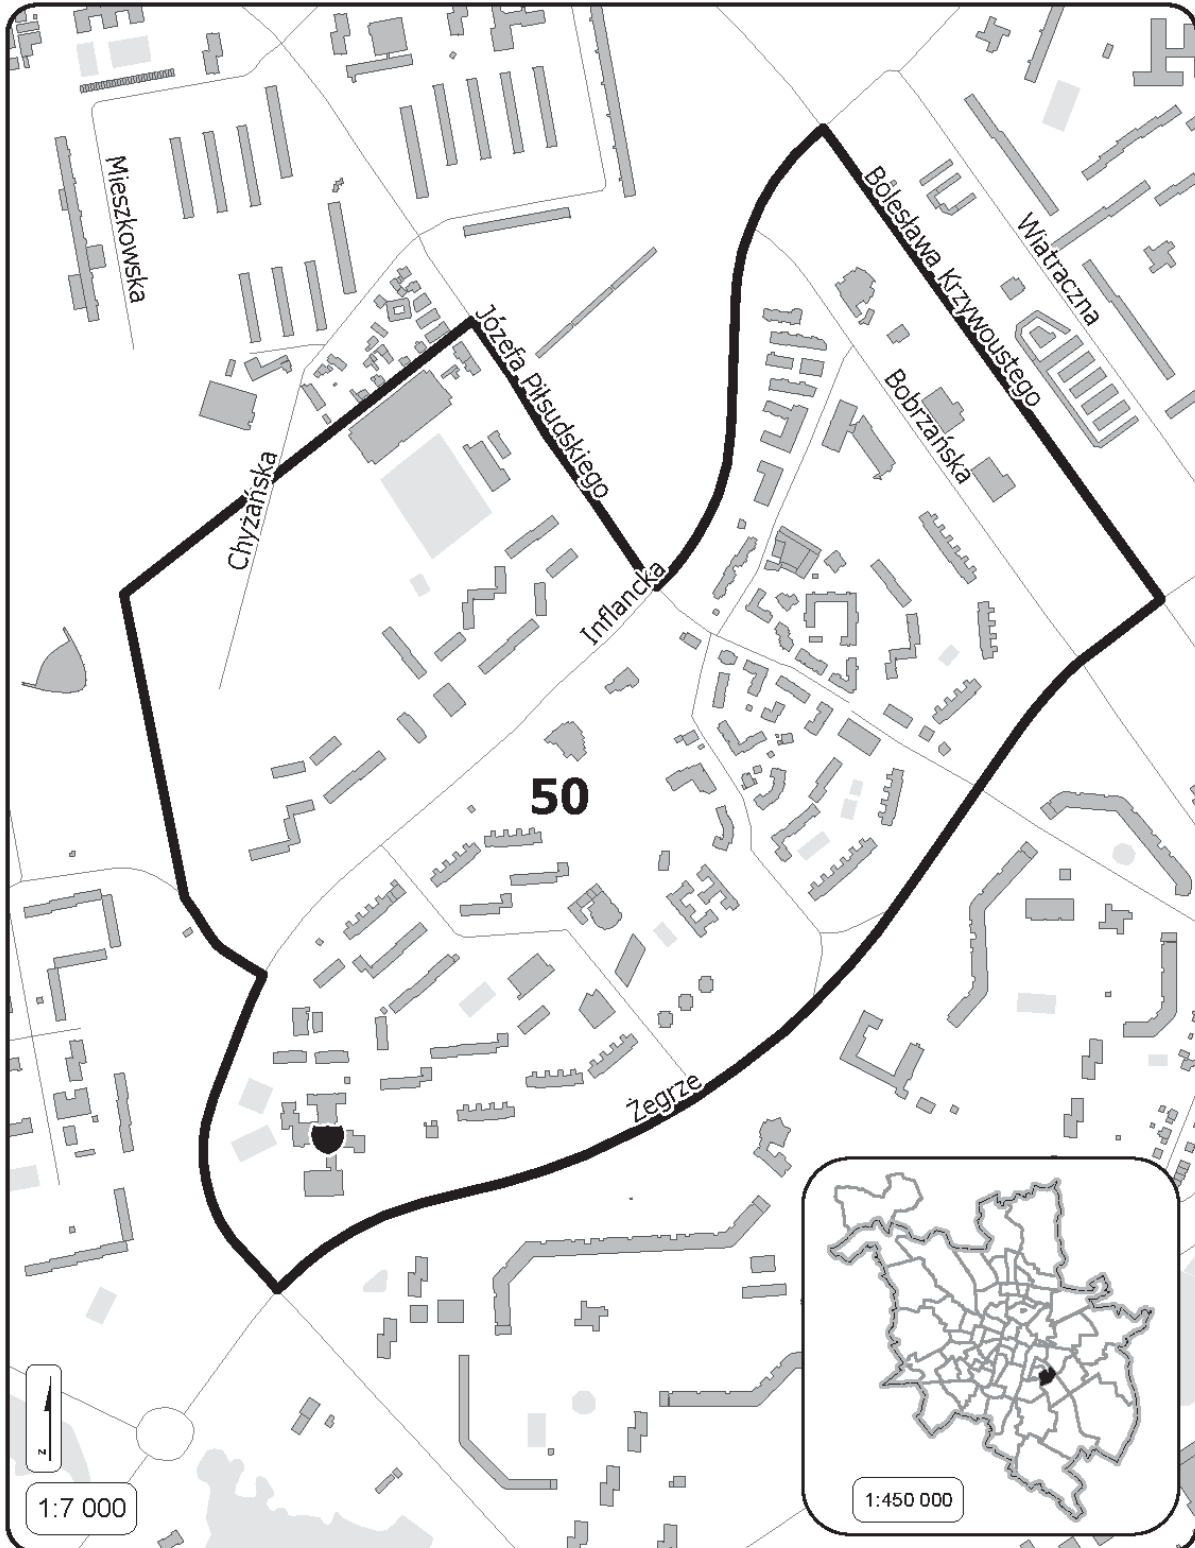 Mieszkowska
Bolesława Krzywoustego
Wiatraczna
Józefa Piłsudskiego
Bobrzańska
Chyżańska
Inflancka
50
Żegrze
N
1:7 000
1:450 000